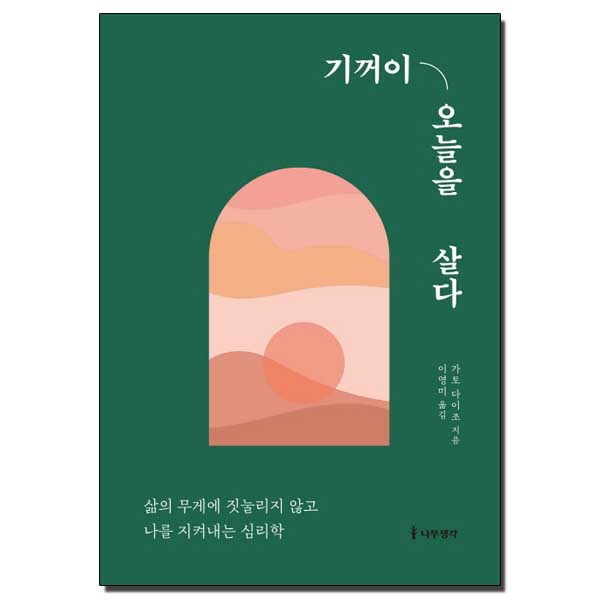 기꺼이
오늘을
살다
가토 다이조 지음
이영미 옮김
삶의 무게에 짓눌리지 않고
나를 지켜내는 심리학
나무생각